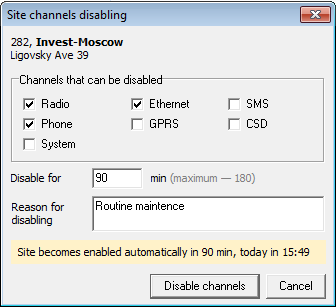 Site channels disabling
282, Invest-Moscow
Ligovsky Ave 39
Channels that can be disabled
Radio Ethernet SMS
Phone GPRS CSD
System
Disable for 90 min (maximum — 180)
Reason for disabling Routine maintence
Site becomes enabled automatically in 90 min, today in 15:49
Disable channels Cancel